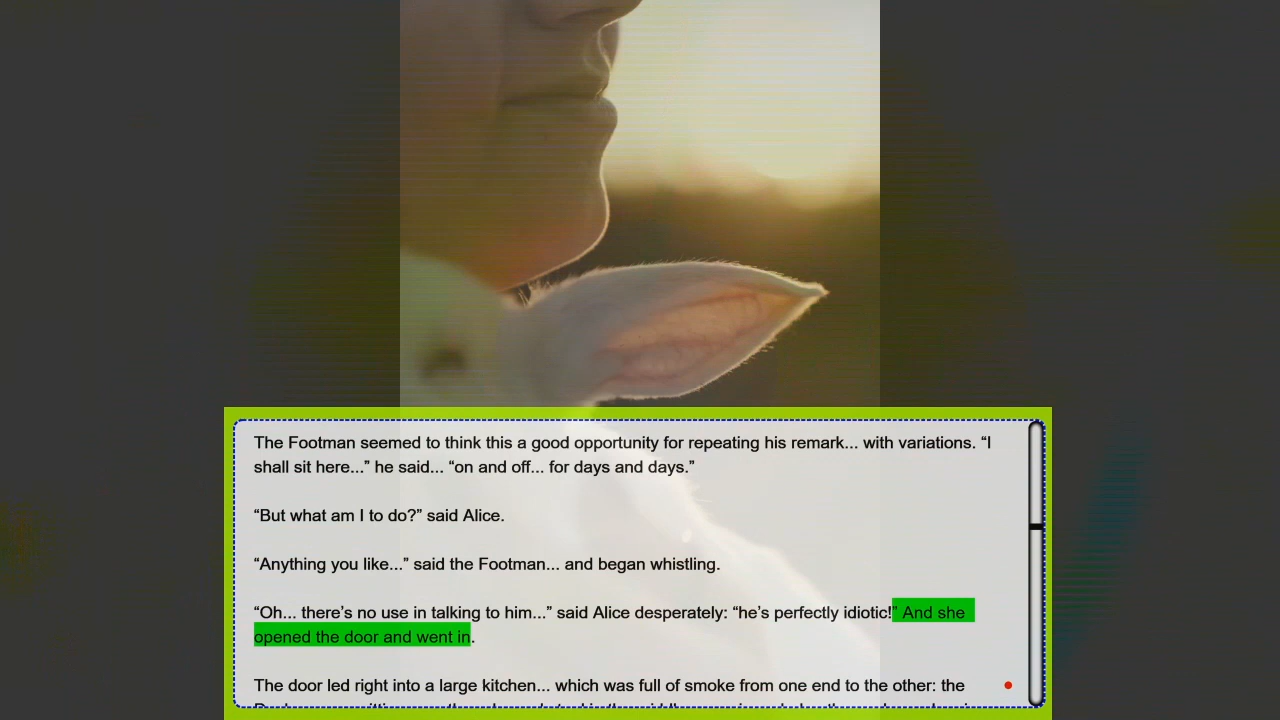 The Footman seemed to think this a good opportunity for repeating his remark... with variations. “I
shall sit here...” he said... “on and off... for days and days.”
“But what am I to do?” said Alice.
“Anything you like...” said the Footman... and began whistling.
“Oh... there’s no use in talking to him...” said Alice desperately: “he’s perfectly idiotic!” And she
opened the door and went in.
The door led right into a large kitchen... which was full of smoke from one end to the other: the